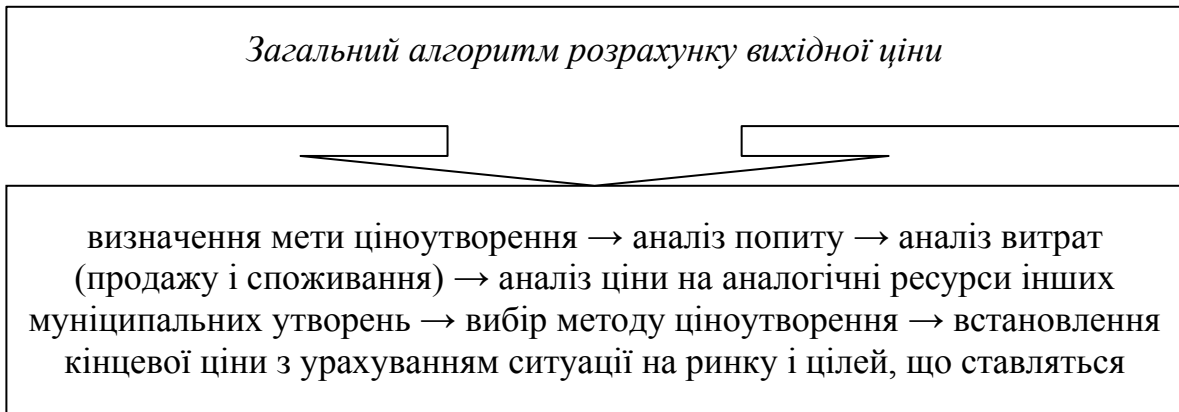 Загальний алгоритм розрахунку вихідної ціни
визначення мети ціноутворення → аналіз попиту → аналіз витрат
(продажу і споживання) → аналіз ціни на аналогічні ресурси інших
муніципальних утворень → вибір методу ціноутворення → встановлення
кінцевої ціни з урахуванням ситуації на ринку і цілей, що ставляться